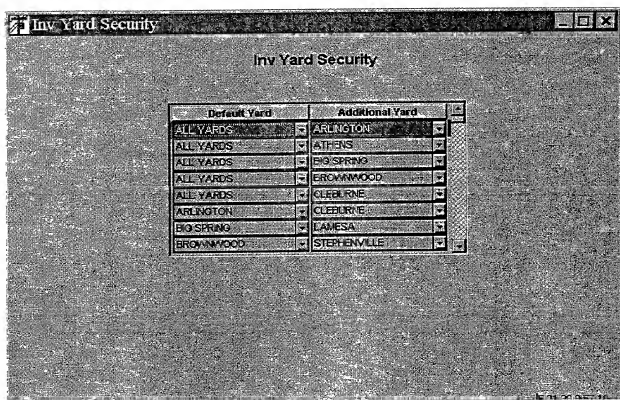 Inv Yard Security
Inv Yard Security
Default Yard Additional Yard
ALL YARDS ARLINGTON
ALL YARDS ATHENS
ALL YARDS BIG SPRING
ALL YARDS BROWNWOOD
ALL YARDS CLEBURNE
ARLINGTON CLEBURNE
BIG SPRING LAMESA
BROWNWOOD STEPHENVILLE